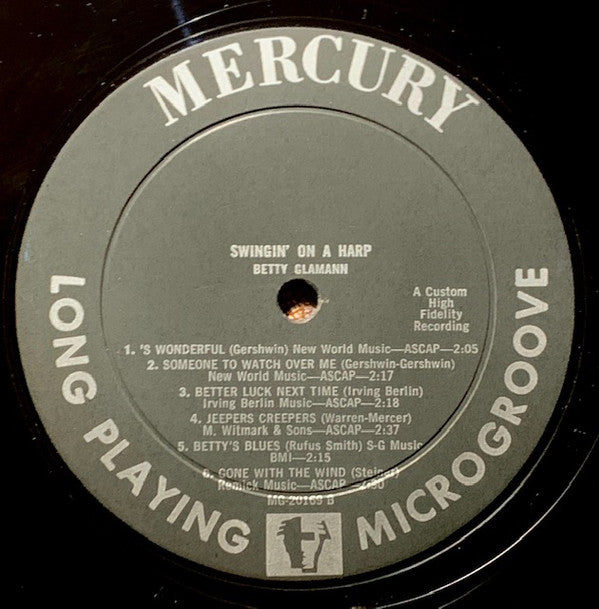 MERCURY
SWINGIN' ON A HARP
BETTY GLAMANN
A Custom
High
Fidelity
Recording
1. 'S WONDERFUL (Gershwin) New World Music—ASCAP—2:05
2. SOMEONE TO WATCH OVER ME (Gershwin-Gershwin)
New World Music—ASCAP—2:17
3. BETTER LUCK NEXT TIME (Irving Berlin)
Irving Berlin Music—ASCAP—2:18
4. JEEPERS CREEPERS (Warren-Mercer)
M. Witmark & Sons—ASCAP—2:37
5. BETTY'S BLUES (Rufus Smith) S-G Music
BMI—2:15
6. GONE WITH THE WIND
Remick Music—ASCAP—2:50
MG-20169 B
LONG PLAYING
MICROGROOVE